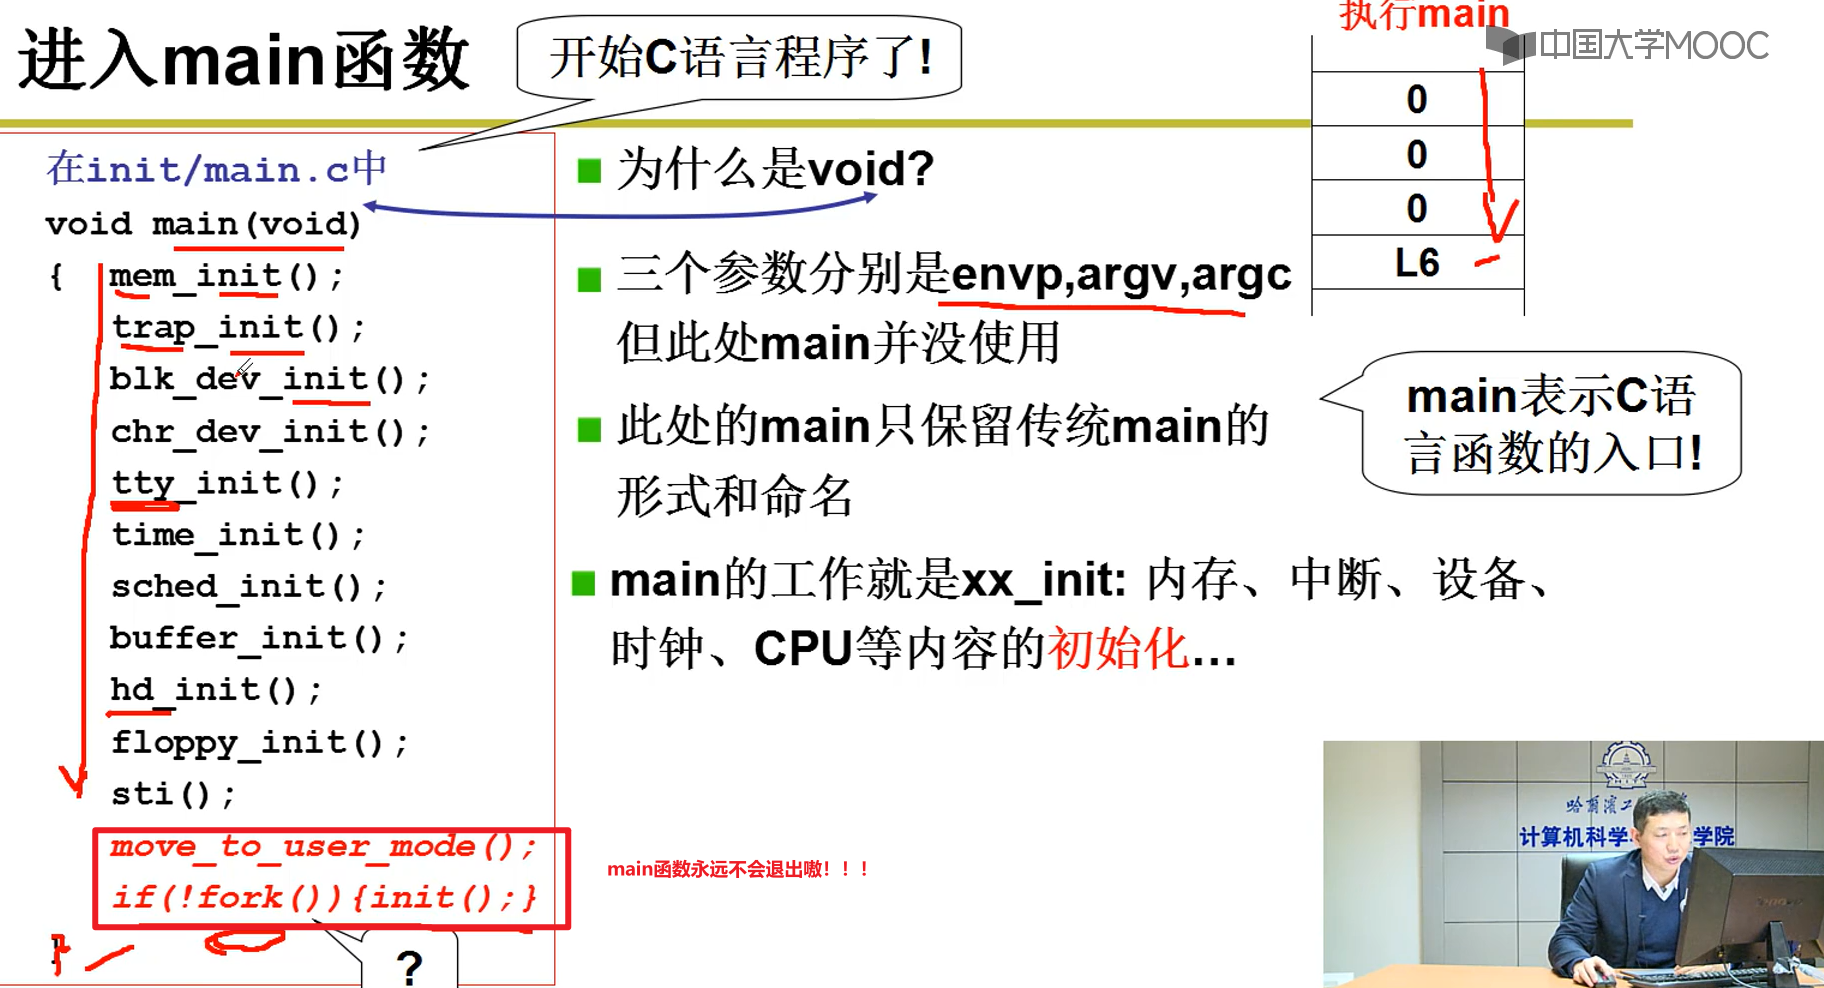 进入main函数
开始C语言程序了!
执行main
中国大学MOOC
0
0
0
L6
在init/main.c中
void main(void)
{ mem_init();
trap_init();
blk_dev_init();
chr_dev_init();
tty_init();
time_init();
sched_init();
buffer_init();
hd_init();
floppy_init();
sti();
move_to_user_mode();
if(!fork()){init();}
}
?
为什么是void?
三个参数分别是envp,argv,argc
但此处main并没使用
此处的main只保留传统main的
形式和命名
main的工作就是xx_init: 内存、中断、设备、
时钟、CPU等内容的初始化...
main表示C语
言函数的入口!
main函数永远不会退出嗷！！！
哈尔滨工
计算机科学 学院